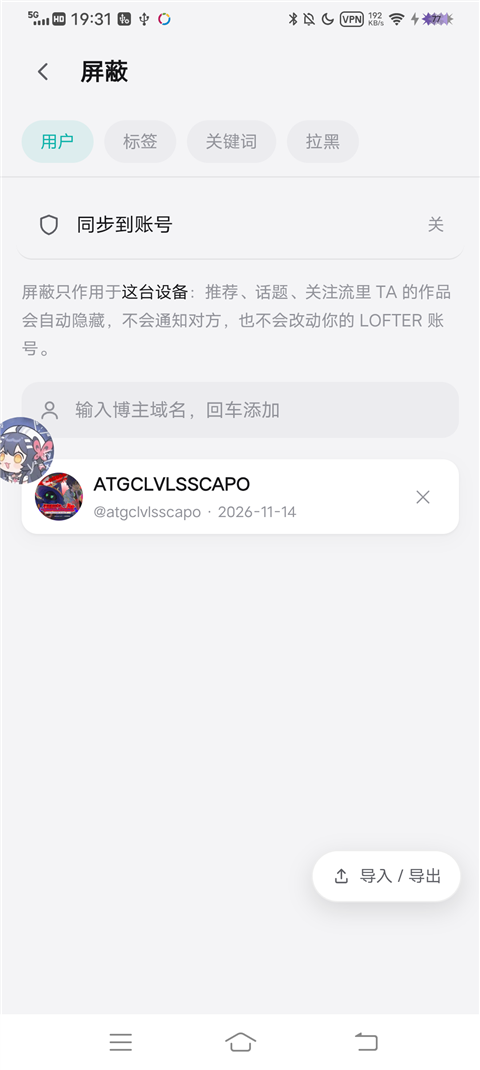 5G HD 19:31 VPN 192 KB/s 77
屏蔽
用户 标签 关键词 拉黑
同步到账号 关
屏蔽只作用于这台设备：推荐、话题、关注流里 TA 的作品
会自动隐藏，不会通知对方，也不会改动你的 LOFTER 账
号。
输入博主域名，回车添加
ATGCLVLSSCAPO
@atgclvlsscapo · 2026-11-14
导入 / 导出